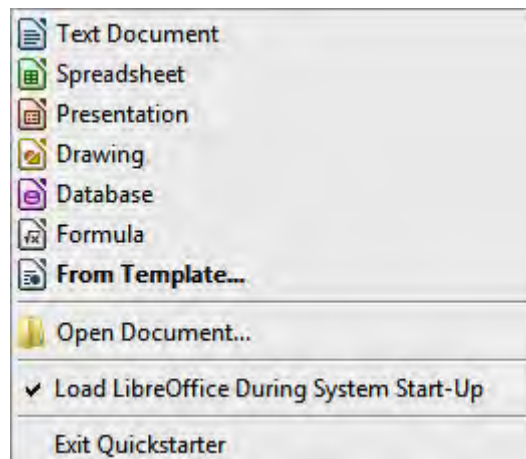 Text Document
Spreadsheet
Presentation
Drawing
Database
Formula
From Template...
Open Document...
Load LibreOffice During System Start-Up
Exit Quickstarter